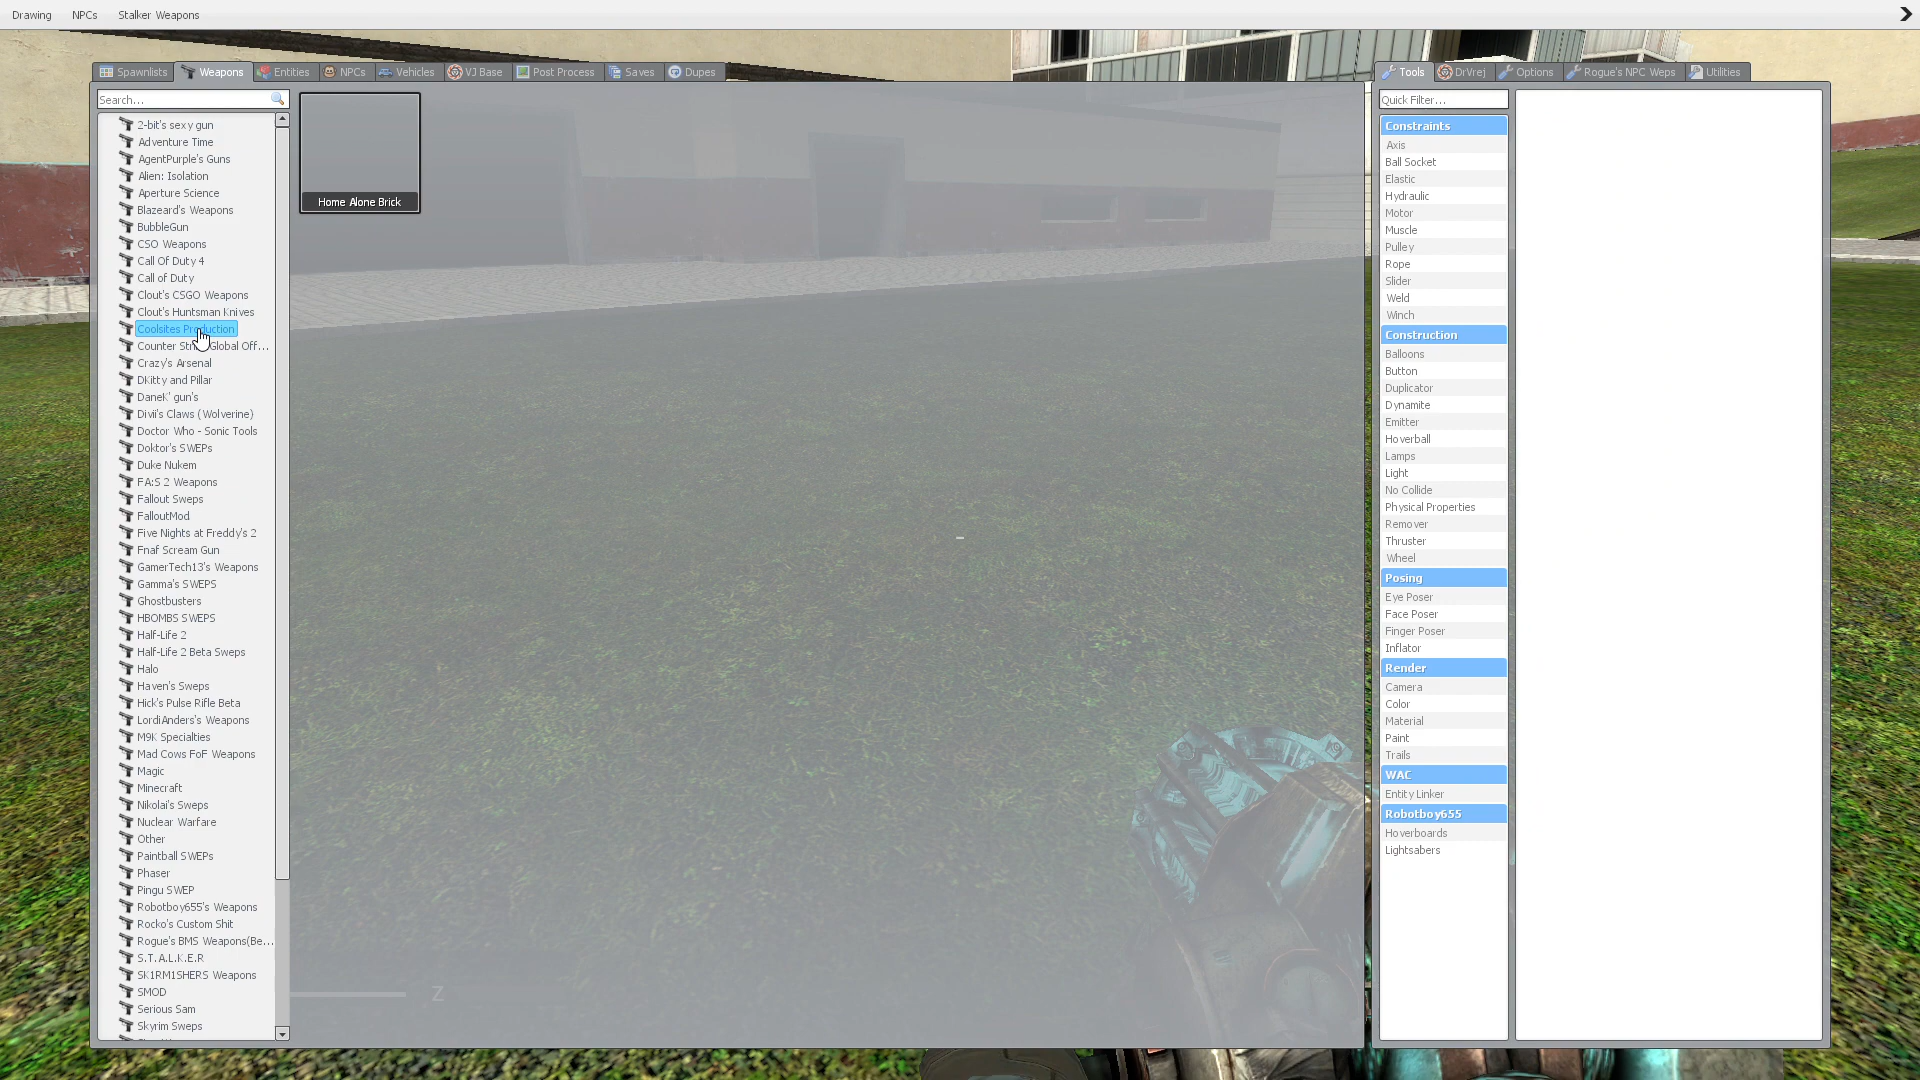 Drawing NPCs Stalker Weapons
Spawnlists Weapons Entities NPCs Vehicles VJ Base Post Process Saves Dupes
Search...
2-bit's sexy gun
Adventure Time
AgentPurple's Guns
Alien: Isolation
Aperture Science
Blazeard's Weapons
BubbleGun
CSO Weapons
Call Of Duty 4
Call of Duty
Clout's CSGO Weapons
Clout's Huntsman Knives
Coolsites Production
Counter Global Off...
Crazy's Arsenal
DKitty and Pillar
DaneK' gun's
Divii's Claws (Wolverine)
Doctor Who - Sonic Tools
Doktor's SWEPs
Duke Nukem
FA:S 2 Weapons
Fallout Sweps
FalloutMod
Five Nights at Freddy's 2
Fnaf Scream Gun
GamerTech13's Weapons
Gamma's SWEPS
Ghostbusters
HBOMBS SWEPS
Half-Life 2
Half-Life 2 Beta Sweps
Halo
Haven's Sweps
Hick's Pulse Rifle Beta
LordiAnders's Weapons
M9K Specialties
Mad Cows FoF Weapons
Magic
Minecraft
Nikolai's Sweps
Nuclear Warfare
Other
Paintball SWEPs
Phaser
Pingu SWEP
Robotboy655's Weapons
Rocko's Custom Shit
Rogue's BMS Weapons(Be...
S.T.A.L.K.E.R
SK1RM1SHERS Weapons
SMOD
Serious Sam
Skyrim Sweps
Home Alone Brick
Z
Tools DrVrej Options Rogue's NPC Weps Utilities
Quick Filter...
Constraints
Axis
Ball Socket
Elastic
Hydraulic
Motor
Muscle
Pulley
Rope
Slider
Weld
Winch
Construction
Balloons
Button
Duplicator
Dynamite
Emitter
Hoverball
Lamps
Light
No Collide
Physical Properties
Remover
Thruster
Wheel
Posing
Eye Poser
Face Poser
Finger Poser
Inflator
Render
Camera
Color
Material
Paint
Trails
WAC
Entity Linker
Robotboy655
Hoverboards
Lightsabers